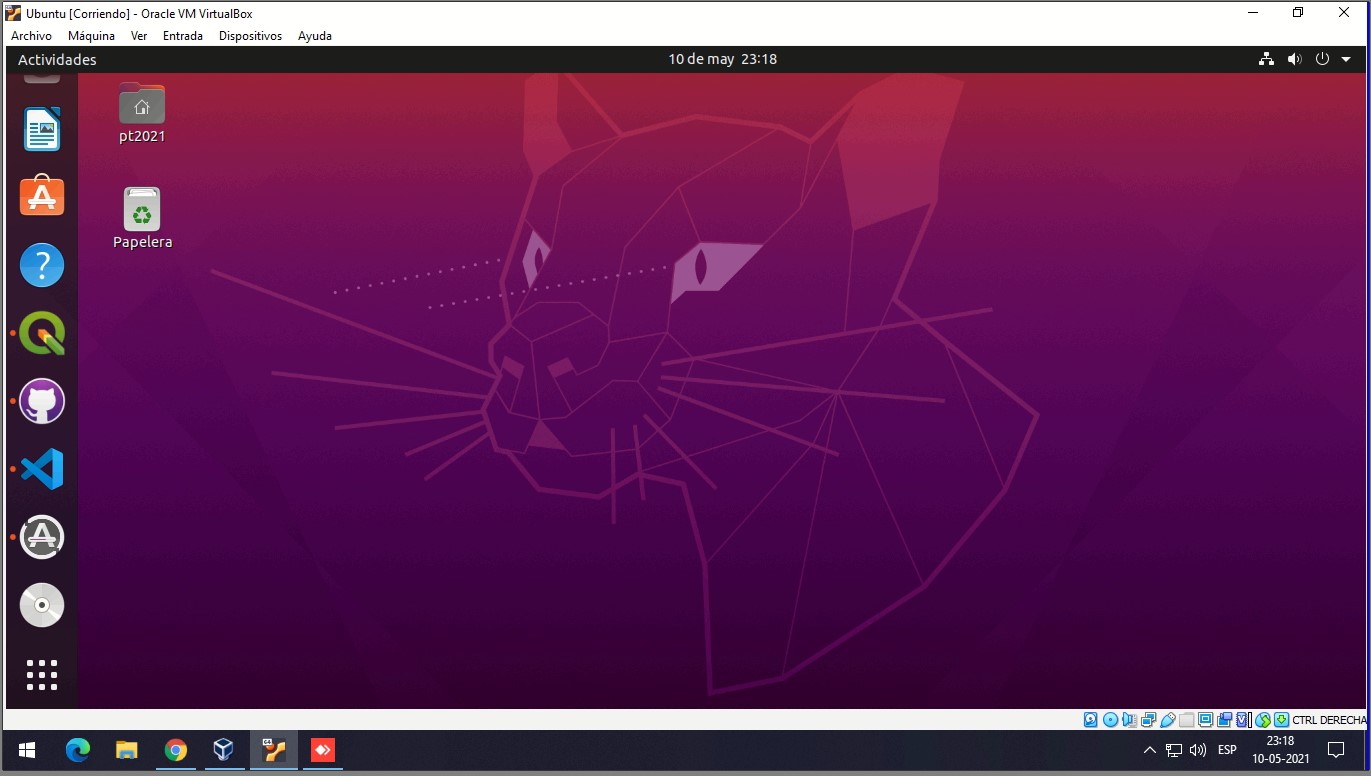 Ubuntu [Corriendo] - Oracle VM VirtualBox
Archivo Máquina Ver Entrada Dispositivos Ayuda
Actividades 10 de may 23:18
pt2021
Papelera
CTRL DERECHA
ESP
23:18
10-05-2021